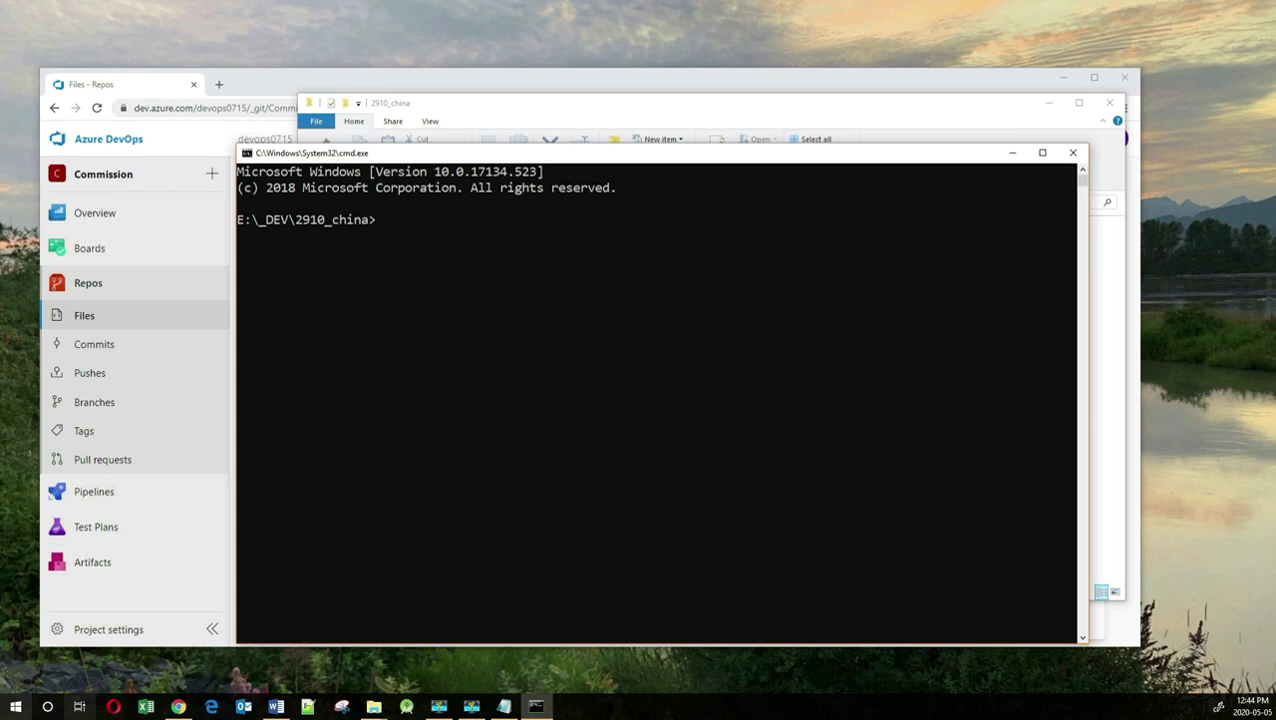 Files - Repos
dev.azure.com/devops0715/_git/Commi
2910_china
File Home Share View
Cut
New item
Open
Select all
Azure DevOps
devops0715
C:\Windows\System32\cmd.exe
Microsoft Windows [Version 10.0.17134.523]
(c) 2018 Microsoft Corporation. All rights reserved.
E:\_DEV\2910_china>
C
Commission
Overview
Boards
Repos
Files
Commits
Pushes
Branches
Tags
Pull requests
Pipelines
Test Plans
Artifacts
Project settings
12:44 PM
2020-05-05